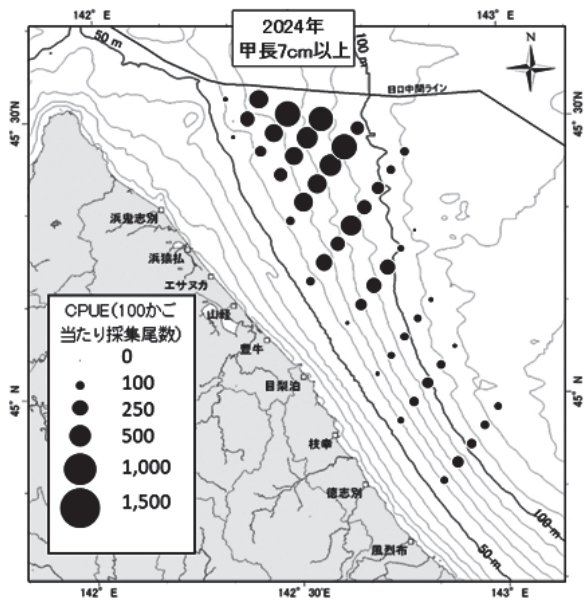 142° E
143° E
2024年
甲長7cm以上
50 m
100 m
N
日ロ中間ライン
45° 30'N
45° 30'N
浜鬼志別
浜猿払
エサヌカ
山軽
豊牛
目梨泊
枝幸
徳志別
風烈布
CPUE(100かご
当たり採集尾数)
0
100
250
500
1,000
1,500
45° N
45° N
100 m
50 m
142° E
142° 30'E
143° E